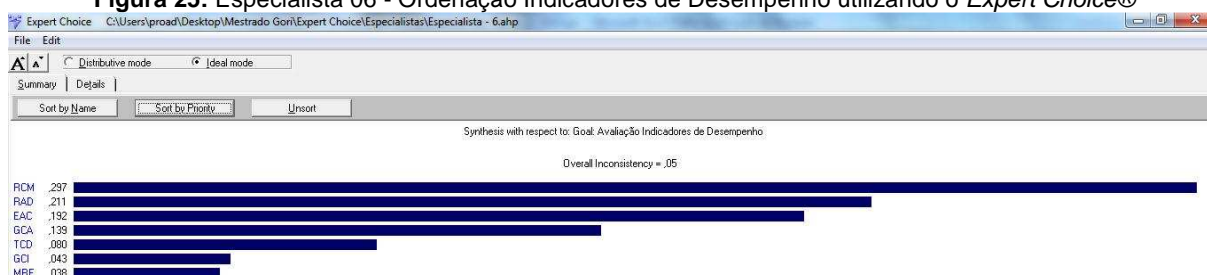 Figura 25: Especialista 06 - Ordenação Indicadores de Desempenho utilizando o Expert Choice®
Expert Choice C:\Users\proad\Desktop\Mestrado Gori\Expert Choice\Especialistas\Especialista - 6.ahp
File Edit
A A Distributive mode Ideal mode
Summary Details
Sort by Name Sort by Priority Unsort
Synthesis with respect to: Goal: Avaliação Indicadores de Desempenho
Overall Inconsistency = ,05
RCM ,297
RAD ,211
EAC ,192
GCA ,139
TCD ,080
GCI ,043
MBE ,038